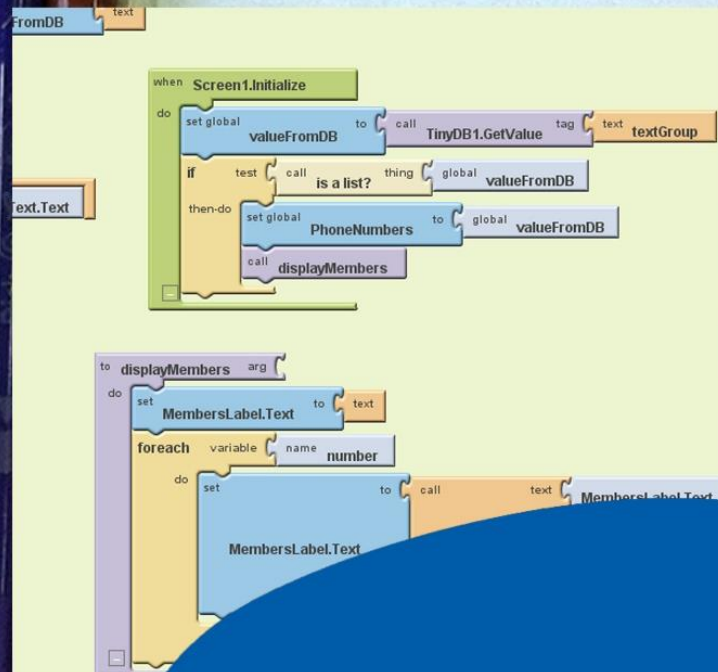 FromDB text
when Screen1.Initialize
do set global valueFromDB to call TinyDB1.GetValue tag text textGroup
if test call is a list? thing global valueFromDB
Text.Text
then-do set global PhoneNumbers to global valueFromDB
call displayMembers
to displayMembers arg
do set MembersLabel.Text to text
foreach variable name number
do set MembersLabel.Text to call text MembersLabel.Text